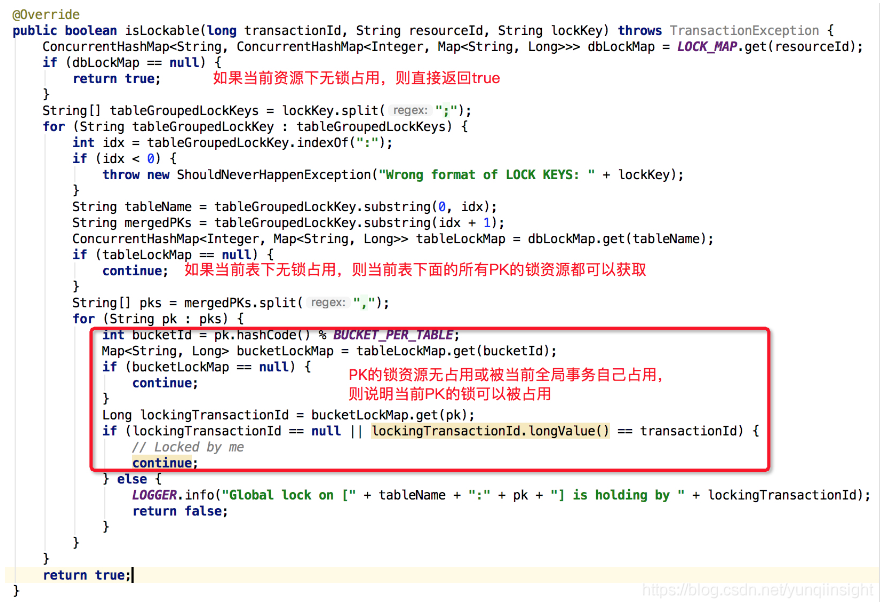 @Override
public boolean isLockable(long transactionId, String resourceId, String lockKey) throws TransactionException {
ConcurrentHashMap<String, ConcurrentHashMap<Integer, Map<String, Long>>> dbLockMap = LOCK_MAP.get(resourceId);
if (dbLockMap == null) {
return true; 如果当前资源下无锁占用，则直接返回true
}
String[] tableGroupedLockKeys = lockKey.split( regex: ";");
for (String tableGroupedLockKey : tableGroupedLockKeys) {
int idx = tableGroupedLockKey.indexOf(":");
if (idx < 0) {
throw new ShouldNeverHappenException("Wrong format of LOCK KEYS: " + lockKey);
}
String tableName = tableGroupedLockKey.substring(0, idx);
String mergedPKs = tableGroupedLockKey.substring(idx + 1);
ConcurrentHashMap<Integer, Map<String, Long>> tableLockMap = dbLockMap.get(tableName);
if (tableLockMap == null) {
continue; 如果当前表下无锁占用，则当前表下面的所有PK的锁资源都可以获取
}
String[] pks = mergedPKs.split( regex: ",");
for (String pk : pks) {
int bucketId = pk.hashCode() % BUCKET_PER_TABLE;
Map<String, Long> bucketLockMap = tableLockMap.get(bucketId);
if (bucketLockMap == null) {
continue; PK的锁资源无占用或被当前全局事务自己占用，
} 则说明当前PK的锁可以被占用
Long lockingTransactionId = bucketLockMap.get(pk);
if (lockingTransactionId == null || lockingTransactionId.longValue() == transactionId) {
// Locked by me
continue;
} else {
LOGGER.info("Global lock on [" + tableName + ":" + pk + "] is holding by " + lockingTransactionId);
return false;
}
}
}
return true;
}
https://blog.csdn.net/yunqiinsight